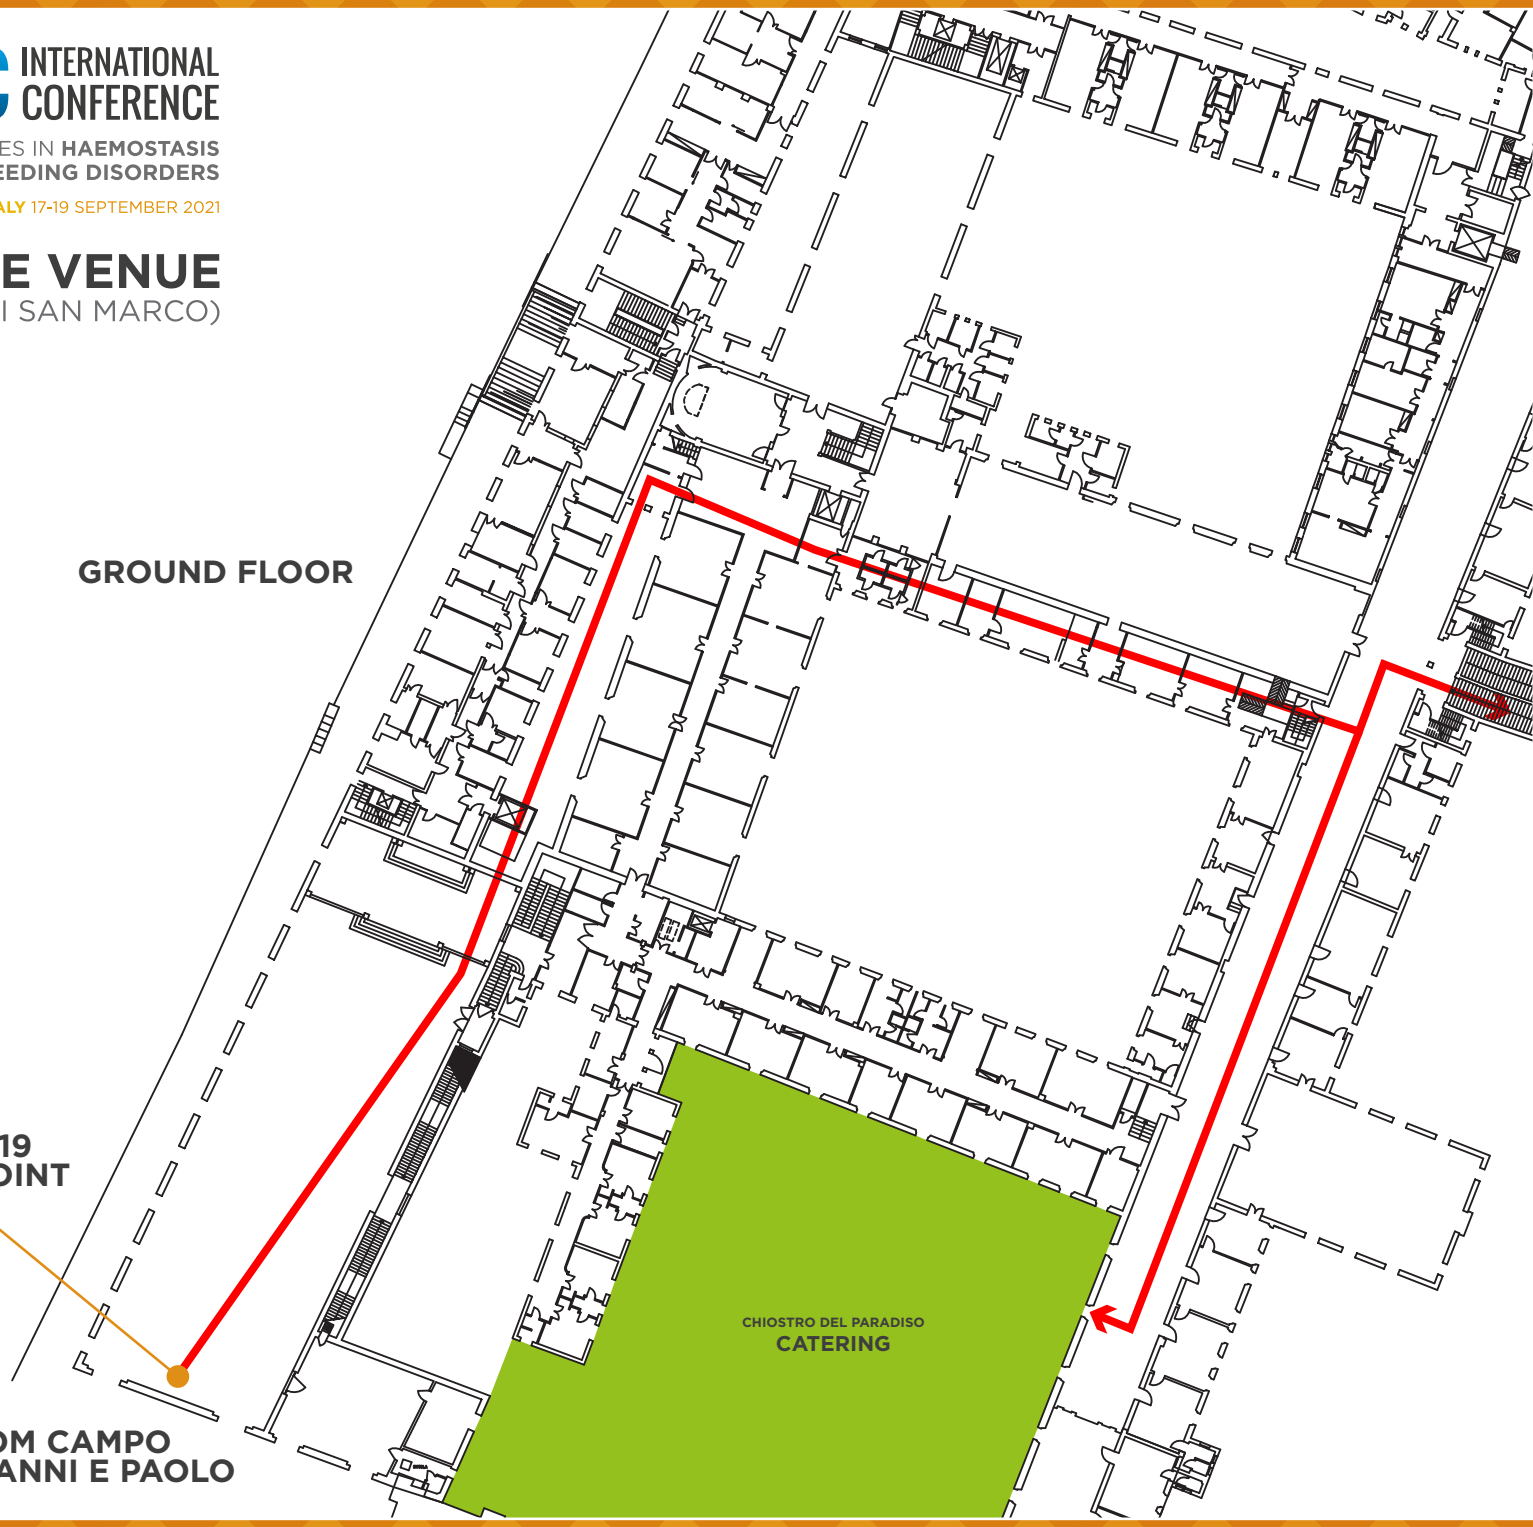 INTERNATIONAL
CONFERENCE
ES IN HAEMOSTASIS
EEDING DISORDERS
ALY 17-19 SEPTEMBER 2021
E VENUE
I SAN MARCO)
GROUND FLOOR
19
OINT
CHIOSTRO DEL PARADISO
CATERING
OM CAMPO
ANNI E PAOLO